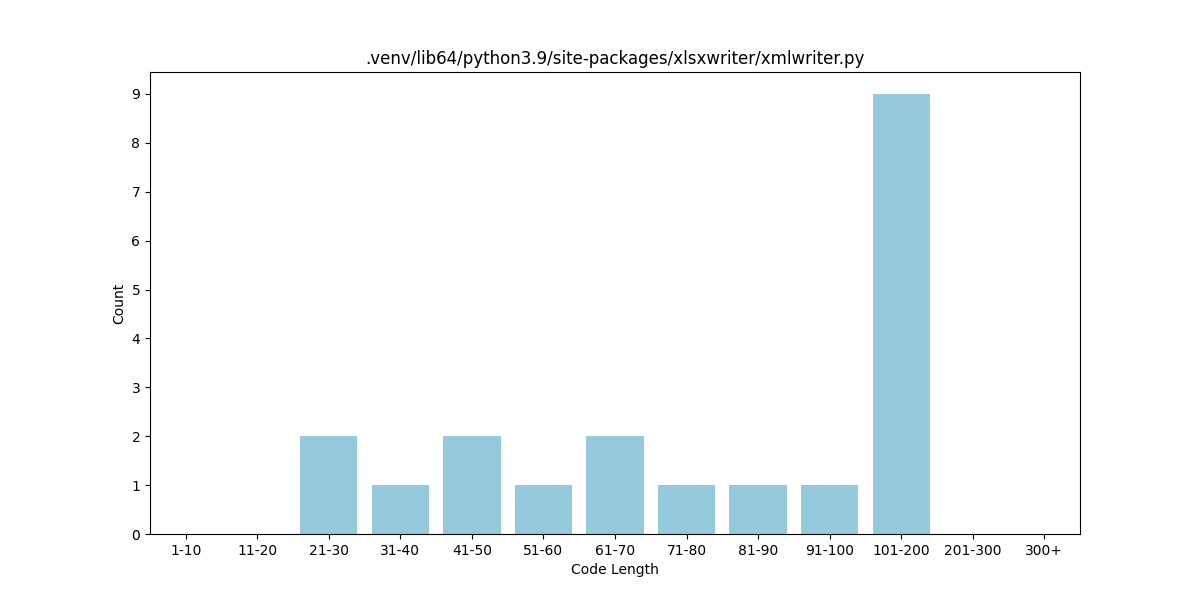 .venv/lib64/python3.9/site-packages/xlsxwriter/xmlwriter.py
9
8
7
6
5
4
3
2
1
0
Count
1-10 11-20 21-30 31-40 41-50 51-60 61-70 71-80 81-90 91-100 101-200 201-300 300+
Code Length